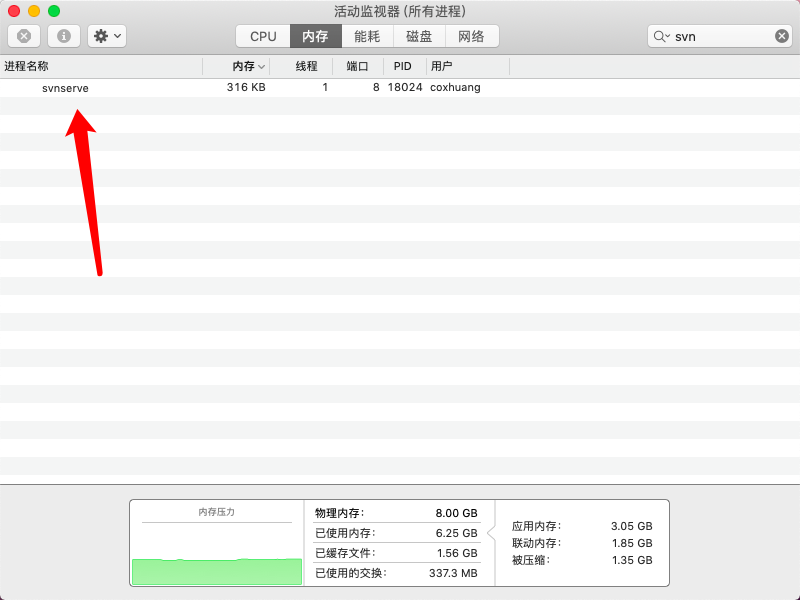 活动监视器 (所有进程)
CPU 内存 能耗 磁盘 网络 svn
进程名称 内存 线程 端口 PID 用户
svnserve 316 KB 1 8 18024 coxhuang
内存压力
物理内存: 8.00 GB
已使用内存: 6.25 GB
已缓存文件: 1.56 GB
已使用的交换: 337.3 MB
应用内存: 3.05 GB
联动内存: 1.85 GB
被压缩: 1.35 GB